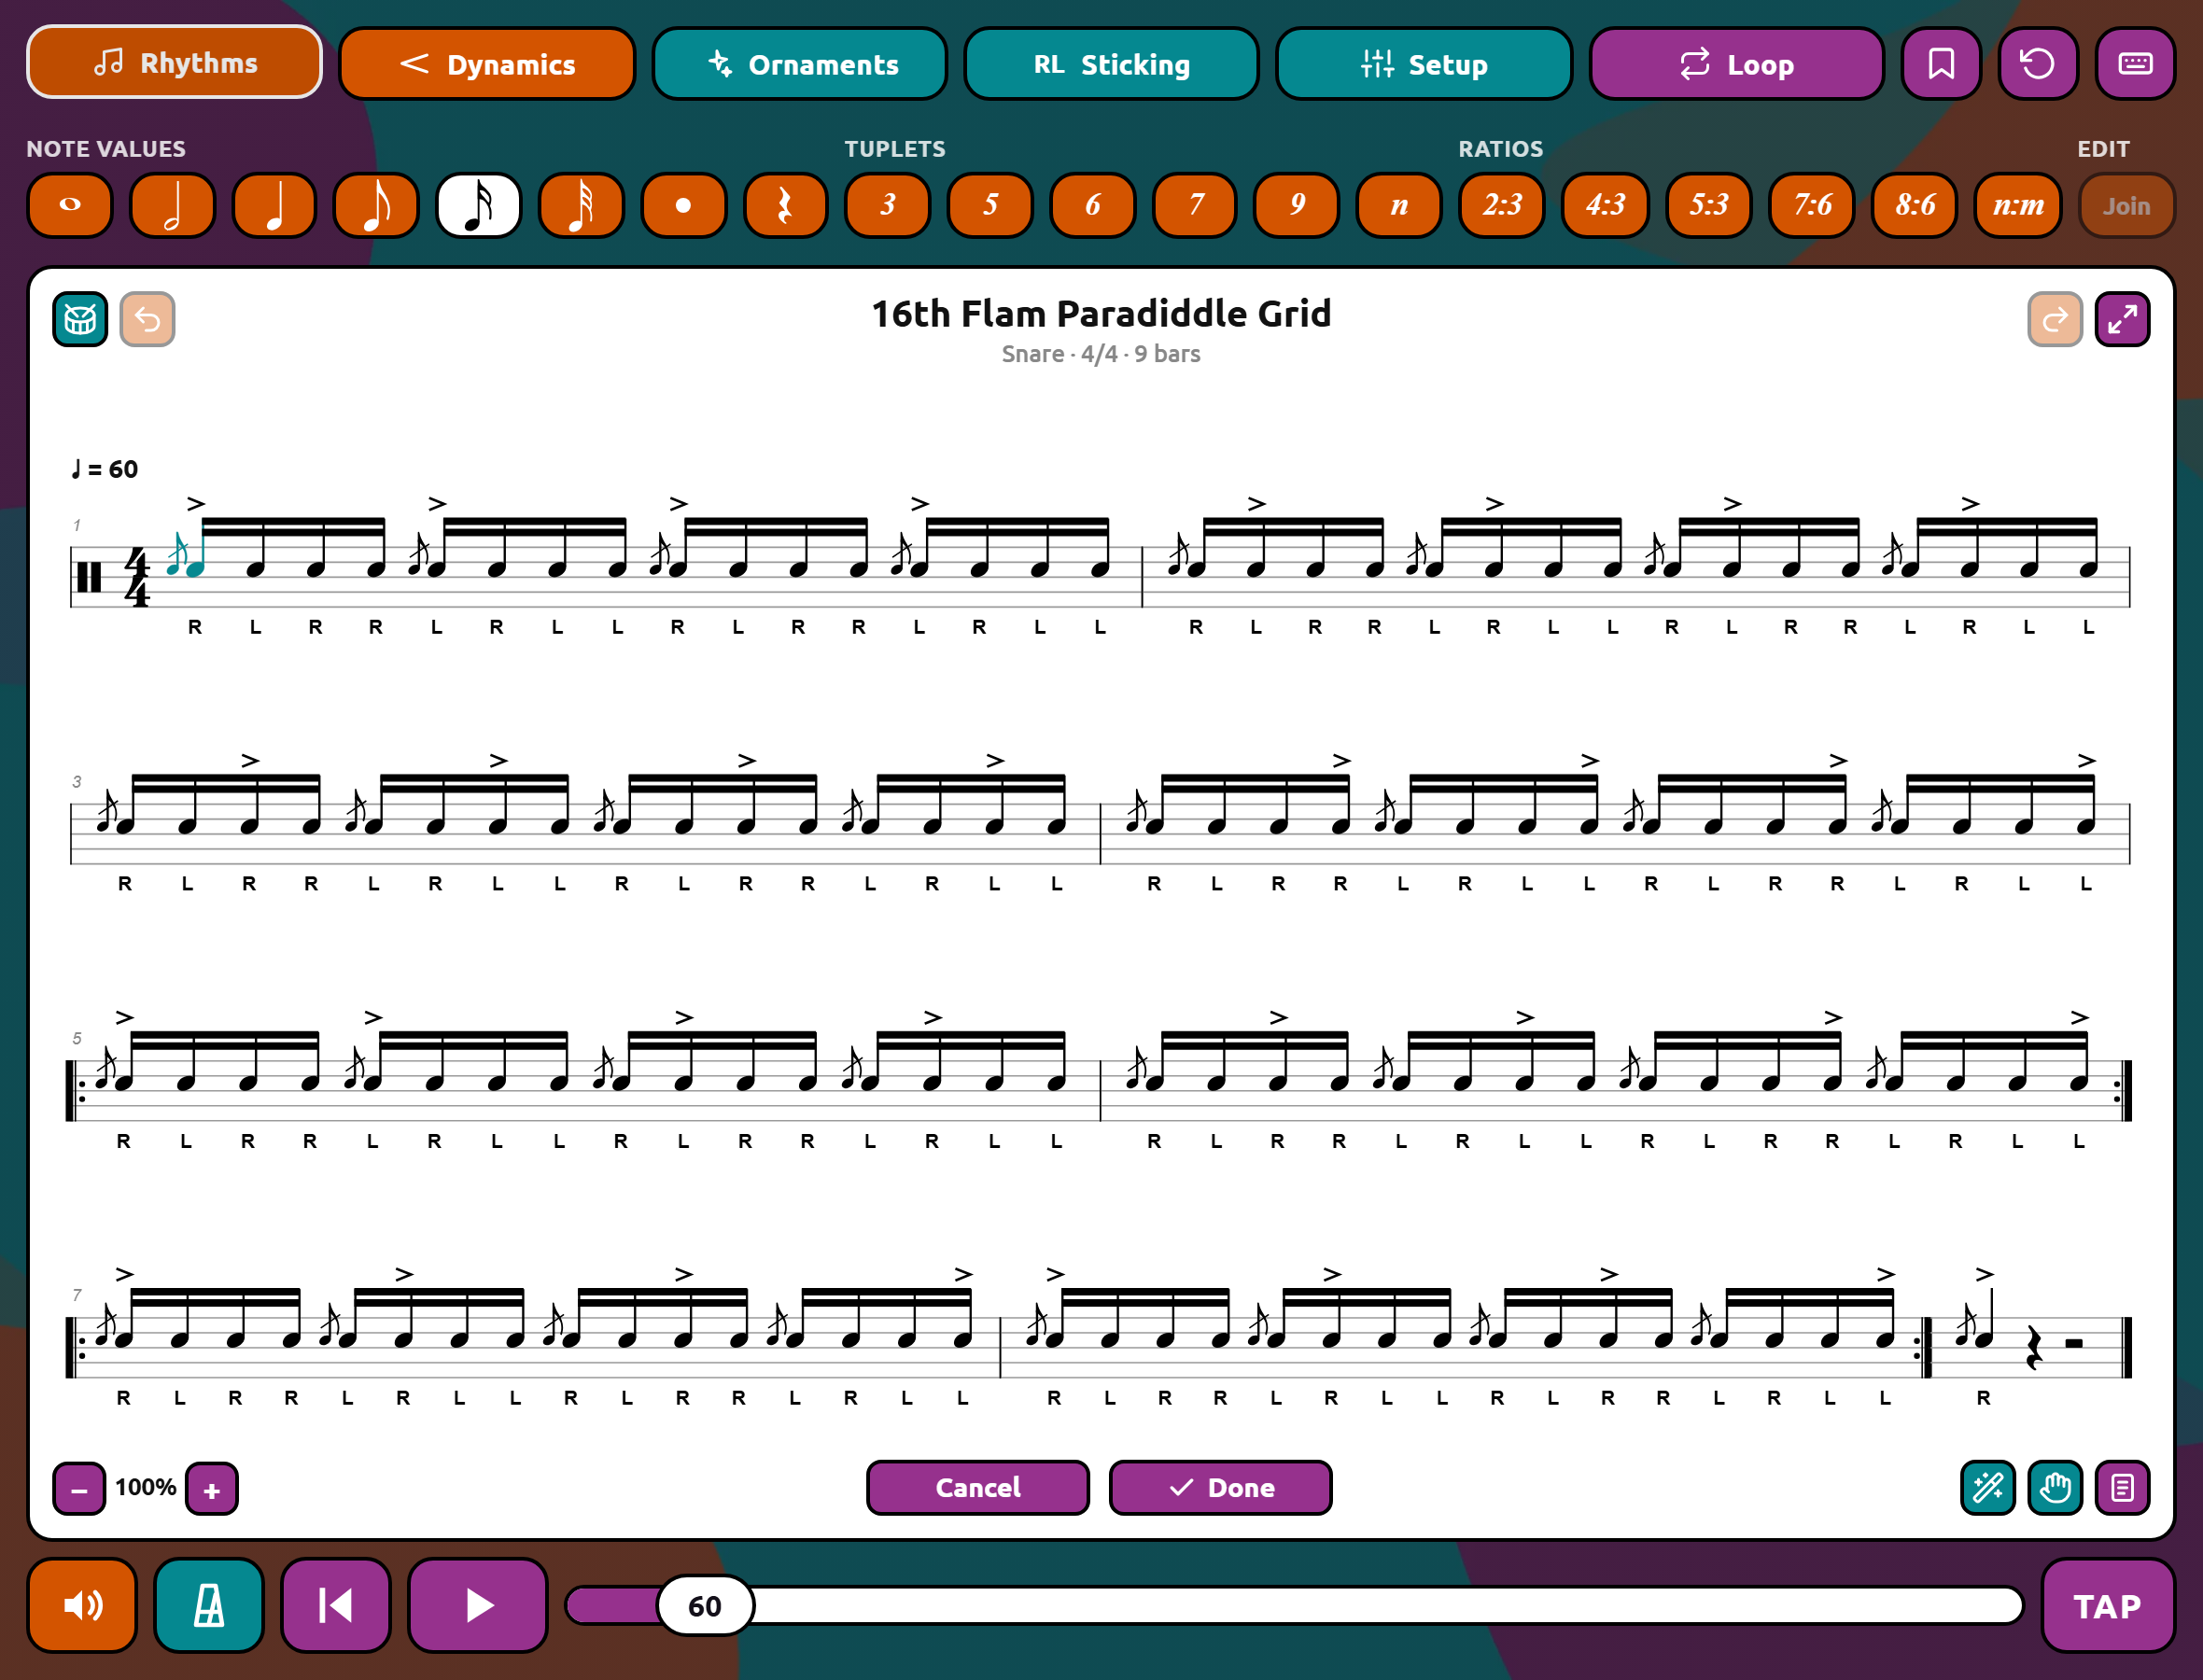 Rhythms Dynamics Ornaments RL Sticking Setup Loop
NOTE VALUES TUPLETS RATIOS EDIT
3 5 6 7 9 n 2:3 4:3 5:3 7:6 8:6 n:m Join
16th Flam Paradiddle Grid
Snare · 4/4 · 9 bars
♩ = 60
> > > > > > > >
1
4
4
R L R R L R L L R L R R L R L L R L R R L R L L R L R R L R L L
> > > > > > > >
3
R L R R L R L L R L R R L R L L R L R R L R L L R L R R L R L L
> > > > > > > >
5
R L R R L R L L R L R R L R L L R L R R L R L L R L R R L R L L
> > > > > > > > >
7
R L R R L R L L R L R R L R L L R L R R L R L L R L R R L R L L R
− 100% + Cancel Done
60 TAP